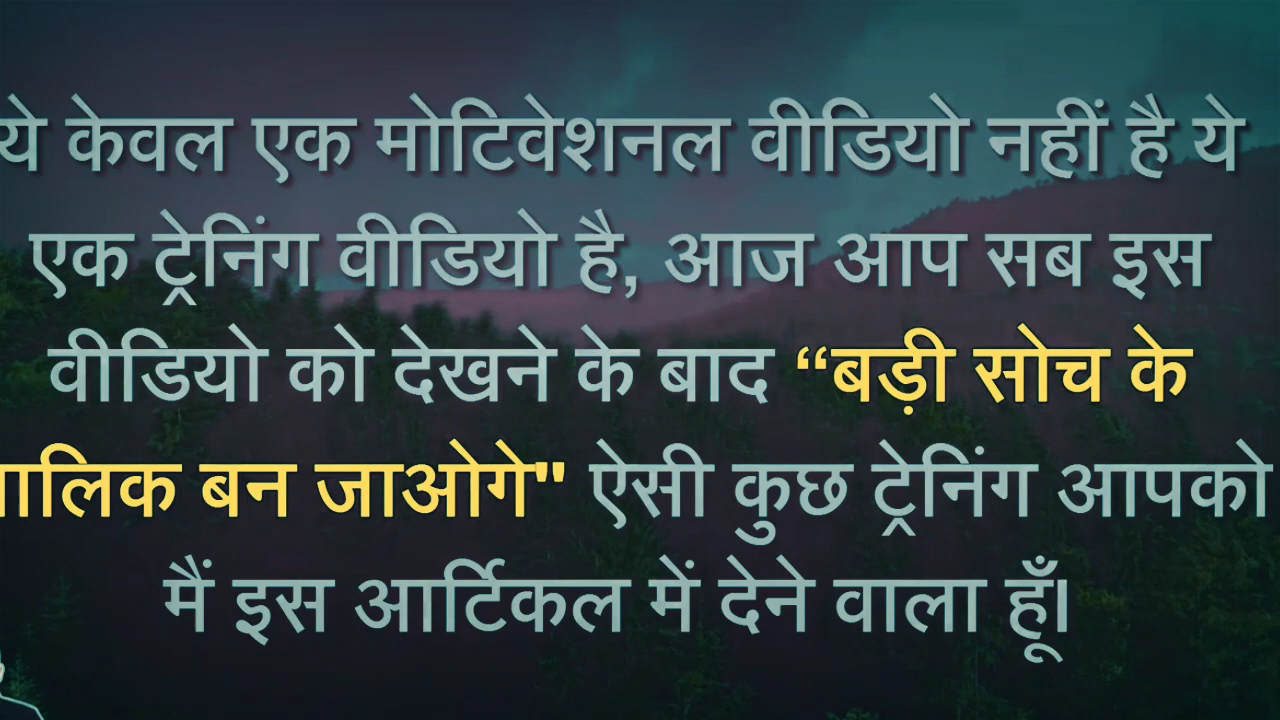 ये केवल एक मोटिवेशनल वीडियो नहीं है ये
एक ट्रेनिंग वीडियो है, आज आप सब इस
वीडियो को देखने के बाद “बड़ी सोच के
मालिक बन जाओगे" ऐसी कुछ ट्रेनिंग आपको
मैं इस आर्टिकल में देने वाला हूँ।